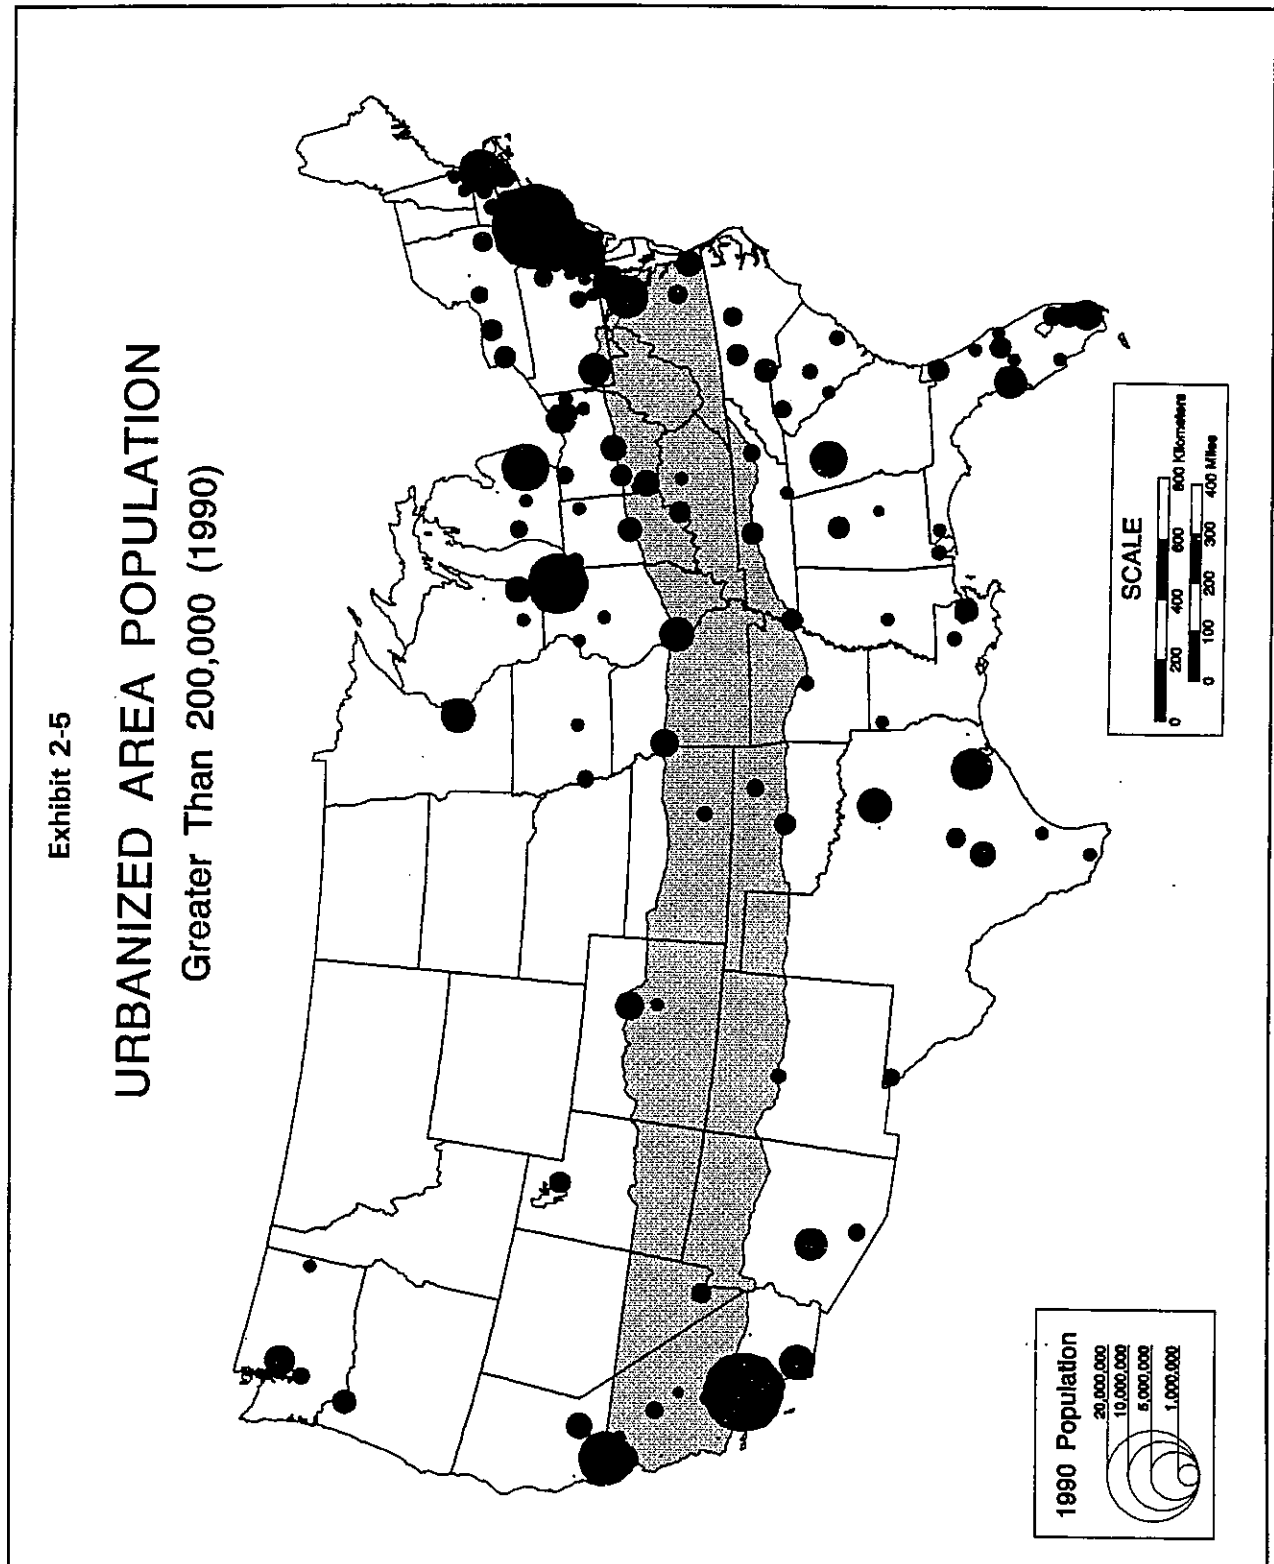 Exhibit 2-5
URBANIZED AREA POPULATION
Greater Than 200,000 (1990)
1990 Population
20,000,000
10,000,000
5,000,000
1,000,000
SCALE
0 200 400 600 800 Kilometers
0 100 200 300 400 Miles